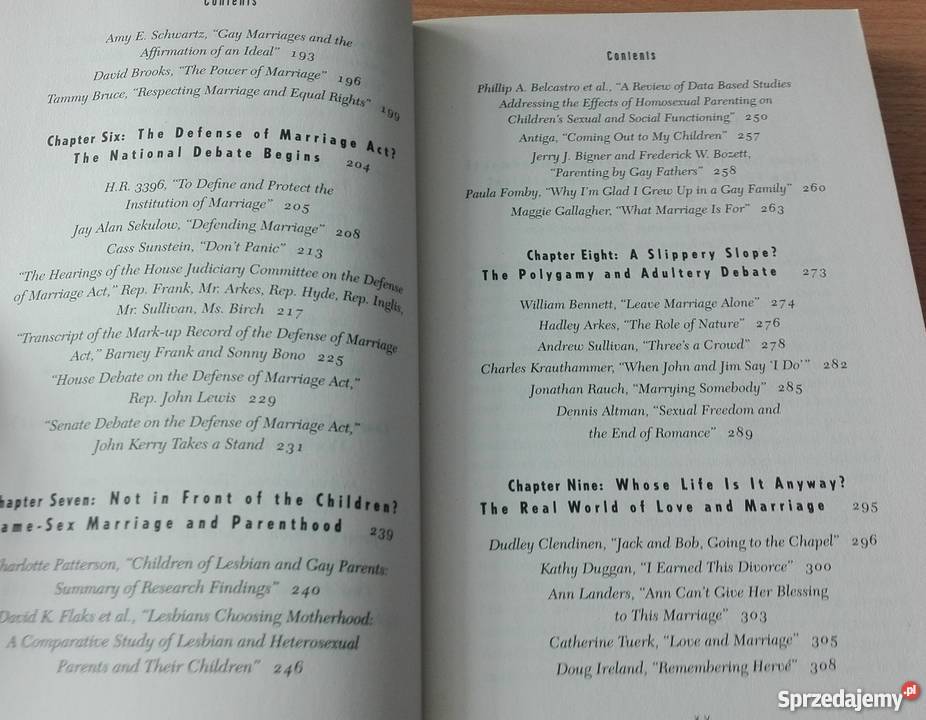 Contents
Amy E. Schwartz, “Gay Marriages and the
Affirmation of an Ideal” 193
David Brooks, “The Power of Marriage” 196
Tammy Bruce, “Respecting Marriage and Equal Rights” 199
Chapter Six: The Defense of Marriage Act?
The National Debate Begins 204
H.R. 3396, “To Define and Protect the
Institution of Marriage” 205
Jay Alan Sekulow, “Defending Marriage” 208
Cass Sunstein, “Don't Panic” 213
“The Hearings of the House Judiciary Committee on the Defense
of Marriage Act,” Rep. Frank, Mr. Arkes, Rep. Hyde, Rep. Inglis,
Mr. Sullivan, Ms. Birch 217
“Transcript of the Mark-up Record of the Defense of Marriage
Act,” Barney Frank and Sonny Bono 225
“House Debate on the Defense of Marriage Act,”
Rep. John Lewis 229
“Senate Debate on the Defense of Marriage Act,”
John Kerry Takes a Stand 231
hapter Seven: Not in Front of the Children?
ame-Sex Marriage and Parenthood 239
harlotte Patterson, “Children of Lesbian and Gay Parents:
Summary of Research Findings” 240
David K. Flaks et al., “Lesbians Choosing Motherhood:
A Comparative Study of Lesbian and Heterosexual
Parents and Their Children” 246
Contents
Phillip A. Belcastro et al., “A Review of Data Based Studies
Addressing the Effects of Homosexual Parenting on
Children's Sexual and Social Functioning” 250
Antiga, “Coming Out to My Children” 257
Jerry J. Bigner and Frederick W. Bozett,
“Parenting by Gay Fathers” 258
Paula Fomby, “Why I'm Glad I Grew Up in a Gay Family” 260
Maggie Gallagher, “What Marriage Is For” 263
Chapter Eight: A Slippery Slope?
The Polygamy and Adultery Debate 273
William Bennett, “Leave Marriage Alone” 274
Hadley Arkes, “The Role of Nature” 276
Andrew Sullivan, “Three's a Crowd” 278
Charles Krauthammer, “When John and Jim Say ‘I Do’” 282
Jonathan Rauch, “Marrying Somebody” 285
Dennis Altman, “Sexual Freedom and
the End of Romance” 289
Chapter Nine: Whose Life Is It Anyway?
The Real World of Love and Marriage 295
Dudley Clendinen, “Jack and Bob, Going to the Chapel” 296
Kathy Duggan, “I Earned This Divorce” 300
Ann Landers, “Ann Can't Give Her Blessing
to This Marriage” 303
Catherine Tuerk, “Love and Marriage” 305
Doug Ireland, “Remembering Hervé” 308
Sprzedajemy.pl